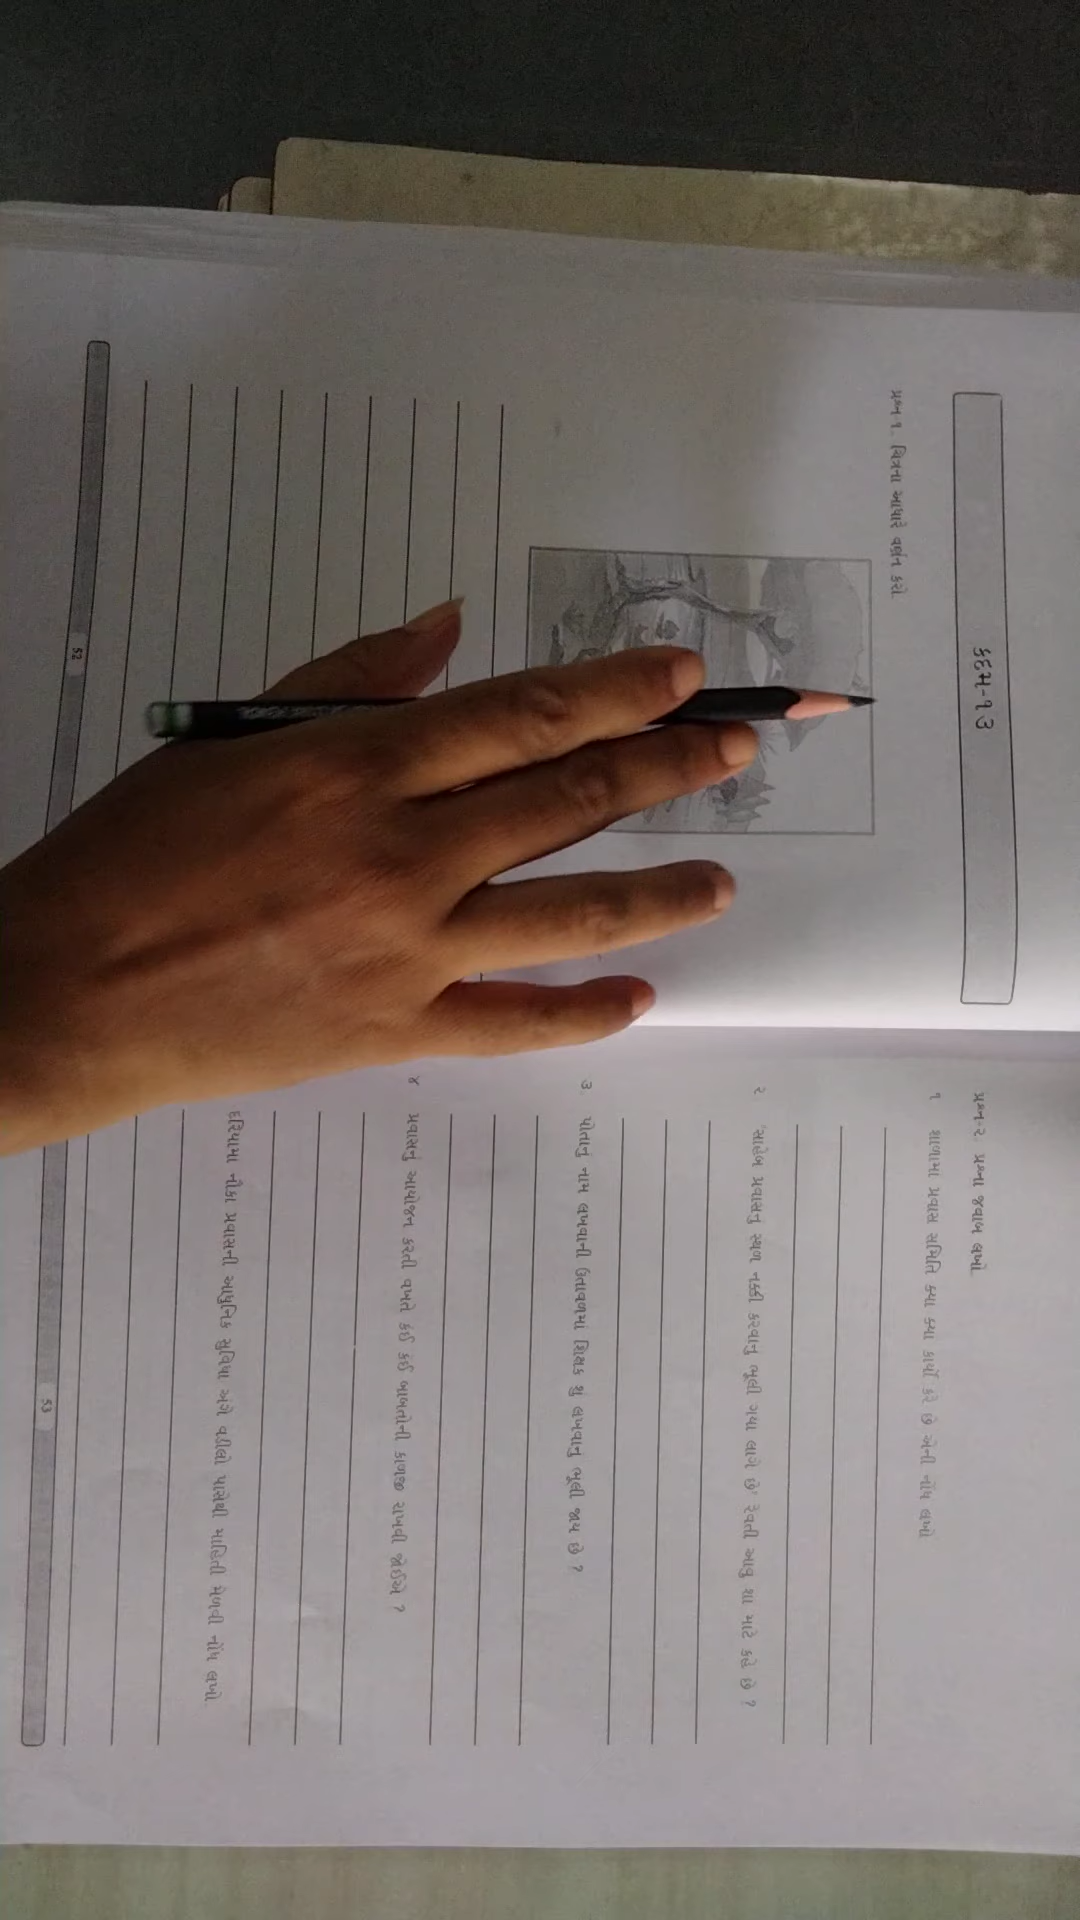 કદમ-૧૩
પ્રશ્ન-૧. ચિત્રના આધારે વર્ણન કરો.
52
પ્રશ્ન-૨. પ્રશ્ના જવાબ લખો.
૧ શાળામા પ્રવાસ સમિતિ ક્યા ક્યા કાર્યો કરે છે એની નોંધ લખો
૨ 'સાહેબ પ્રવાસનુ સ્થળ નક્કી કરવાનુ ભૂલી ગયા લાગે છે' રેવતી આવુ શા માટે કહે છે ?
૩ પોતાનું નામ લખવાની ઉતાવળમાં શિક્ષક શું લખવાનું ભૂલી જાય છે ?
૪ પ્રવાસનું આયોજન કરતી વખતે કઈ કઈ બાબતોની કાળજી રાખવી જોઈએ ?
દરિયામા નૌકા પ્રવાસની આધુનિક સુવિધા અંગે વડીલો પાસેથી માહિતી મેળવી નોંધ લખો.
53